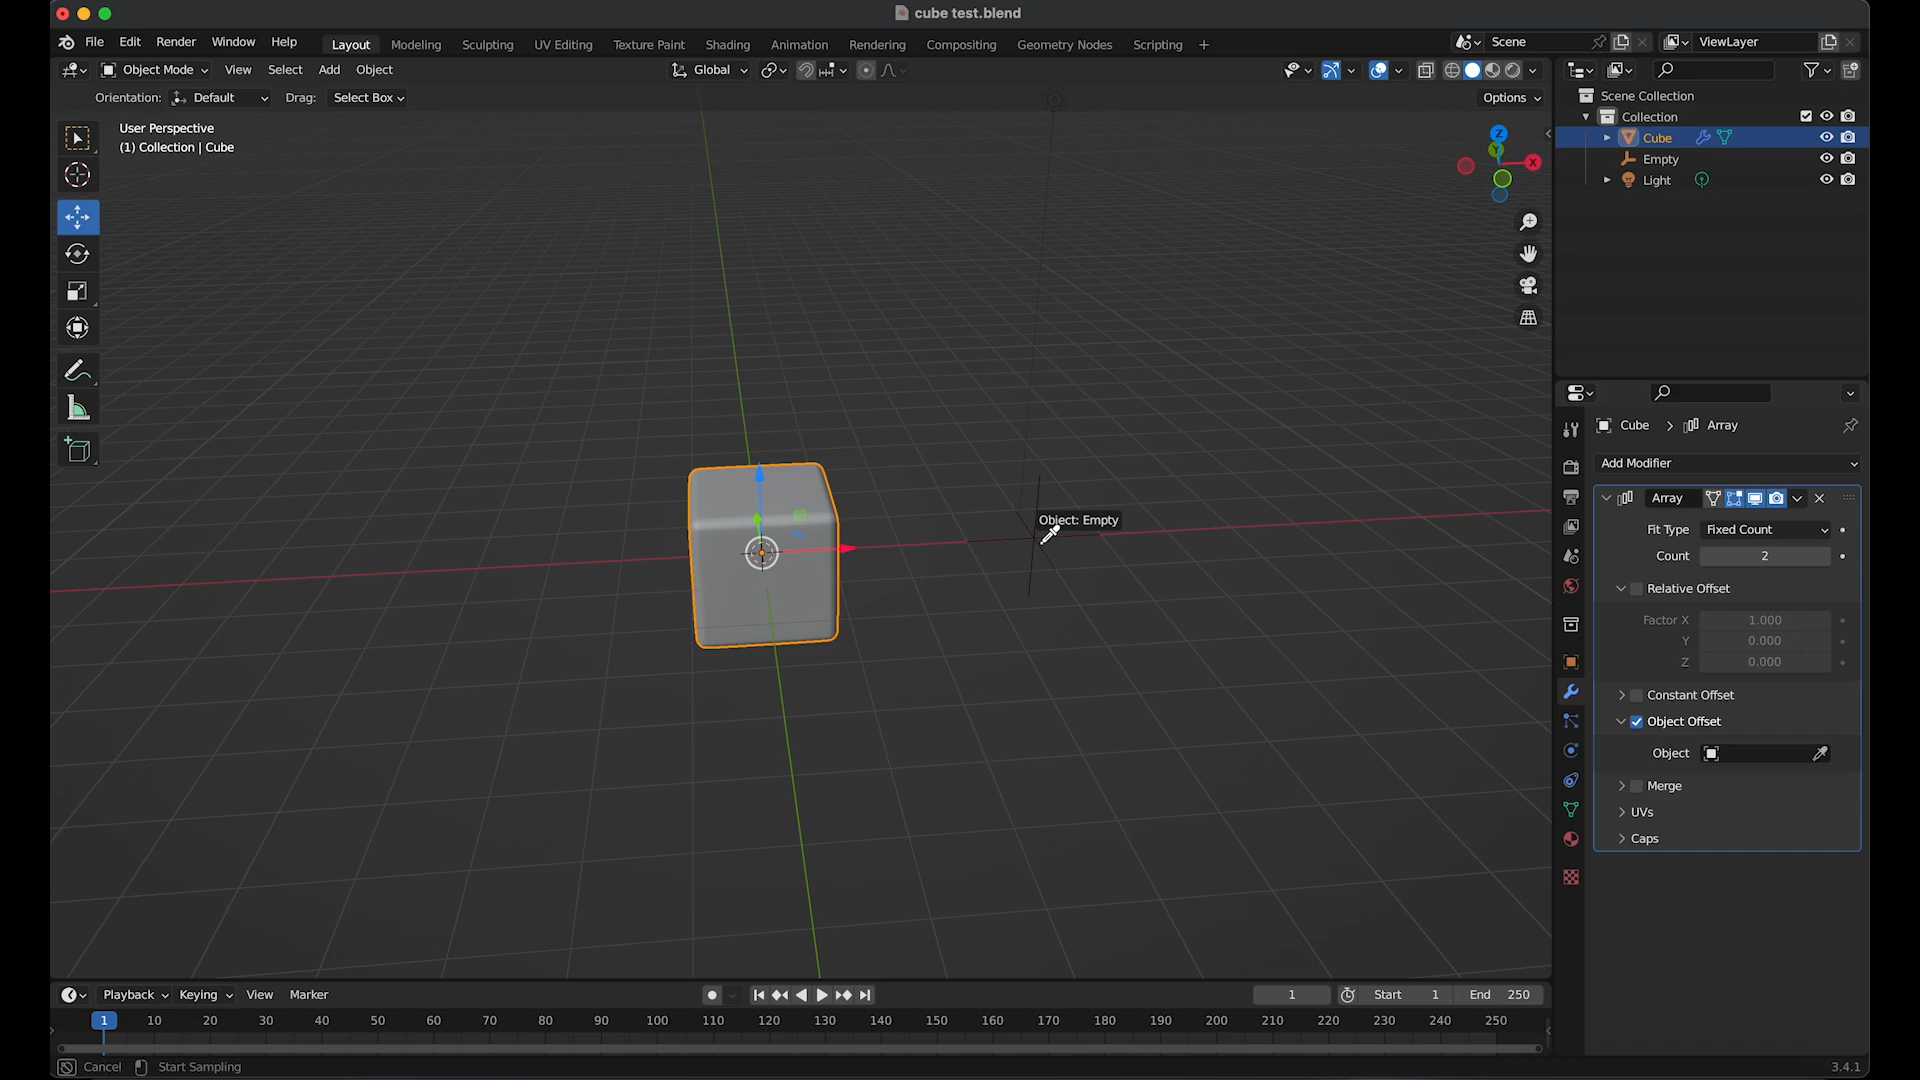 cube test.blend
File Edit Render Window Help Layout Modeling Sculpting UV Editing Texture Paint Shading Animation Rendering Compositing Geometry Nodes Scripting + Scene ViewLayer
Object Mode View Select Add Object Global
Orientation: Default Drag: Select Box Options
User Perspective
(1) Collection | Cube
Z
Y
X
Object: Empty
Scene Collection
Collection
Cube
Empty
Light
Cube > Array
Add Modifier
Array
Fit Type Fixed Count
Count 2
Relative Offset
Factor X 1.000
Y 0.000
Z 0.000
Constant Offset
Object Offset
Object
Merge
UVs
Caps
Playback Keying View Marker 1 Start 1 End 250
1 10 20 30 40 50 60 70 80 90 100 110 120 130 140 150 160 170 180 190 200 210 220 230 240 250
Cancel Start Sampling 3.4.1